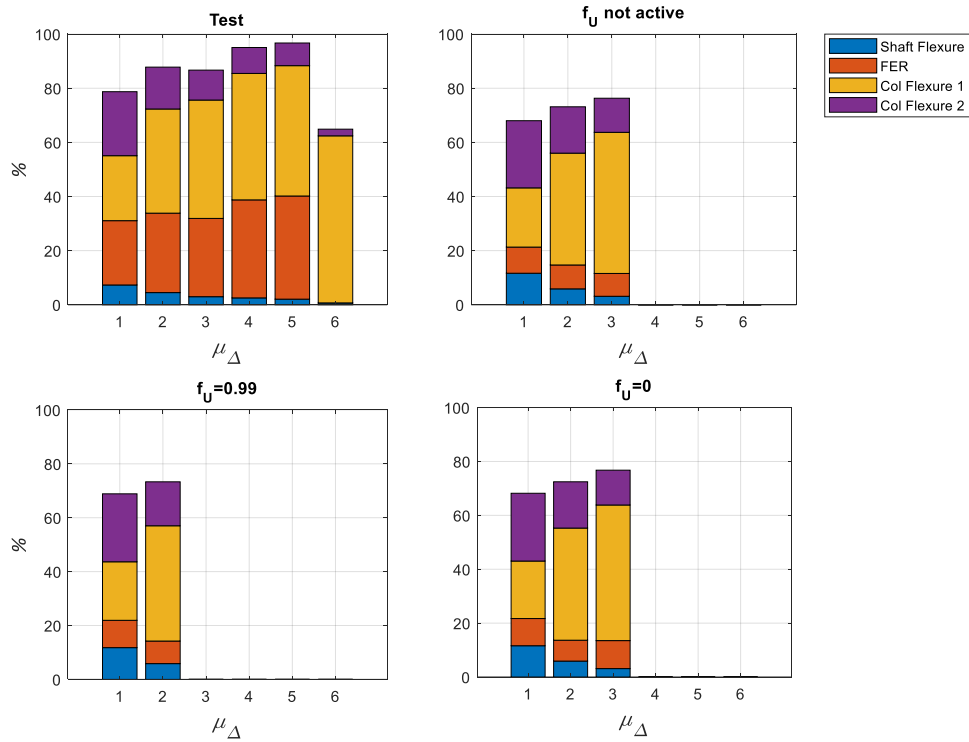 Test
100
80
60
40
20
0
%
1 2 3 4 5 6
μ_Δ
f_U not active
100
80
60
40
20
0
1 2 3 4 5 6
μ_Δ
Shaft Flexure
FER
Col Flexure 1
Col Flexure 2
f_U=0.99
100
80
60
40
20
0
%
1 2 3 4 5 6
μ_Δ
f_U=0
100
80
60
40
20
0
1 2 3 4 5 6
μ_Δ